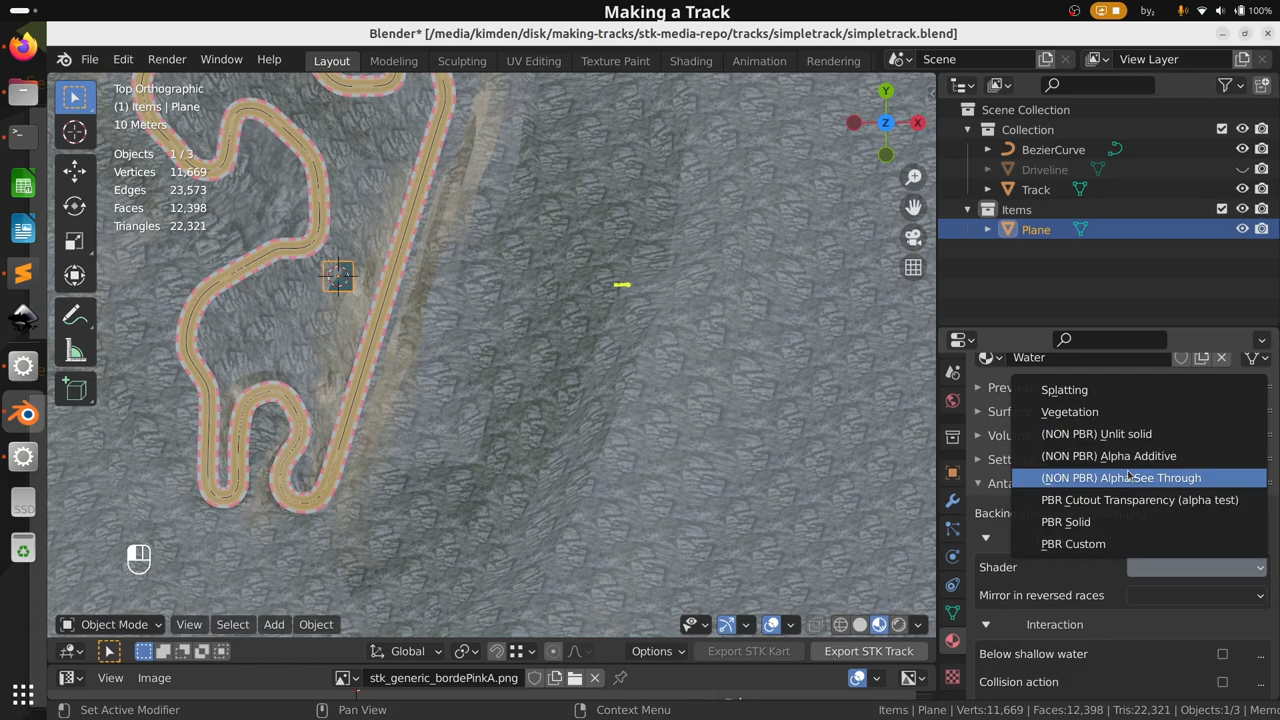 Making a Track
by₂
100%
Blender* [/media/kimden/disk/making-tracks/stk-media-repo/tracks/simpletrack/simpletrack.blend]
File Edit Render Window Help
Layout Modeling Sculpting UV Editing Texture Paint Shading Animation Rendering
Scene
View Layer
Top Orthographic
(1) Items | Plane
10 Meters
Objects 1 / 3
Vertices 11,669
Edges 23,573
Faces 12,398
Triangles 22,321
Y
Z
X
Scene Collection
Collection
BezierCurve
Driveline
Track
Items
Plane
Water
Splatting
Vegetation
(NON PBR) Unlit solid
(NON PBR) Alpha Additive
(NON PBR) Alpha See Through
PBR Cutout Transparency (alpha test)
PBR Solid
PBR Custom
Shader
Mirror in reversed races
Interaction
Below shallow water ...
Collision action ...
SSD
Object Mode View Select Add Object
Global
Options
Export STK Kart
Export STK Track
View Image
stk_generic_bordePinkA.png
Set Active Modifier
Pan View
Context Menu
Items | Plane | Verts:11,669 | Faces:12,398 | Tris:22,321 | Objects:1/3 |